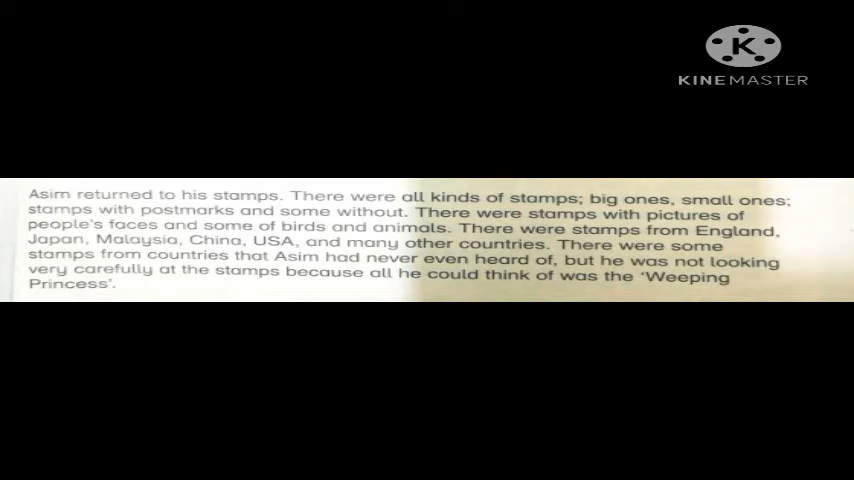 K
KINEMASTER
Asim returned to his stamps. There were all kinds of stamps; big ones, small ones;
stamps with postmarks and some without. There were stamps with pictures of
people's faces and some of birds and animals. There were stamps from England,
Japan, Malaysia, China, USA, and many other countries. There were some
stamps from countries that Asim had never even heard of, but he was not looking
very carefully at the stamps because all he could think of was the 'Weeping
Princess'.